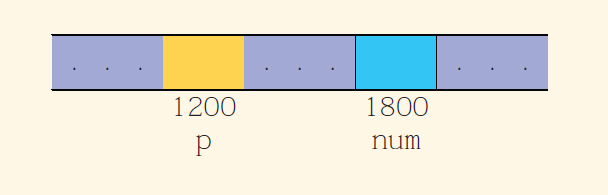 . . . . . . . . .
1200 1800
p num